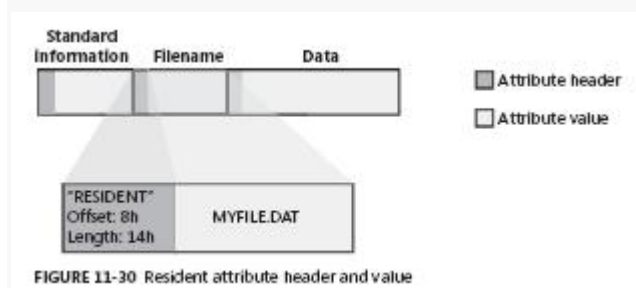 Standard
Information Filename Data
Attribute header
Attribute value
"RESIDENT"
Offset: 8h
Length: 14h
MYFILE.DAT
FIGURE 11-30 Resident attribute header and value